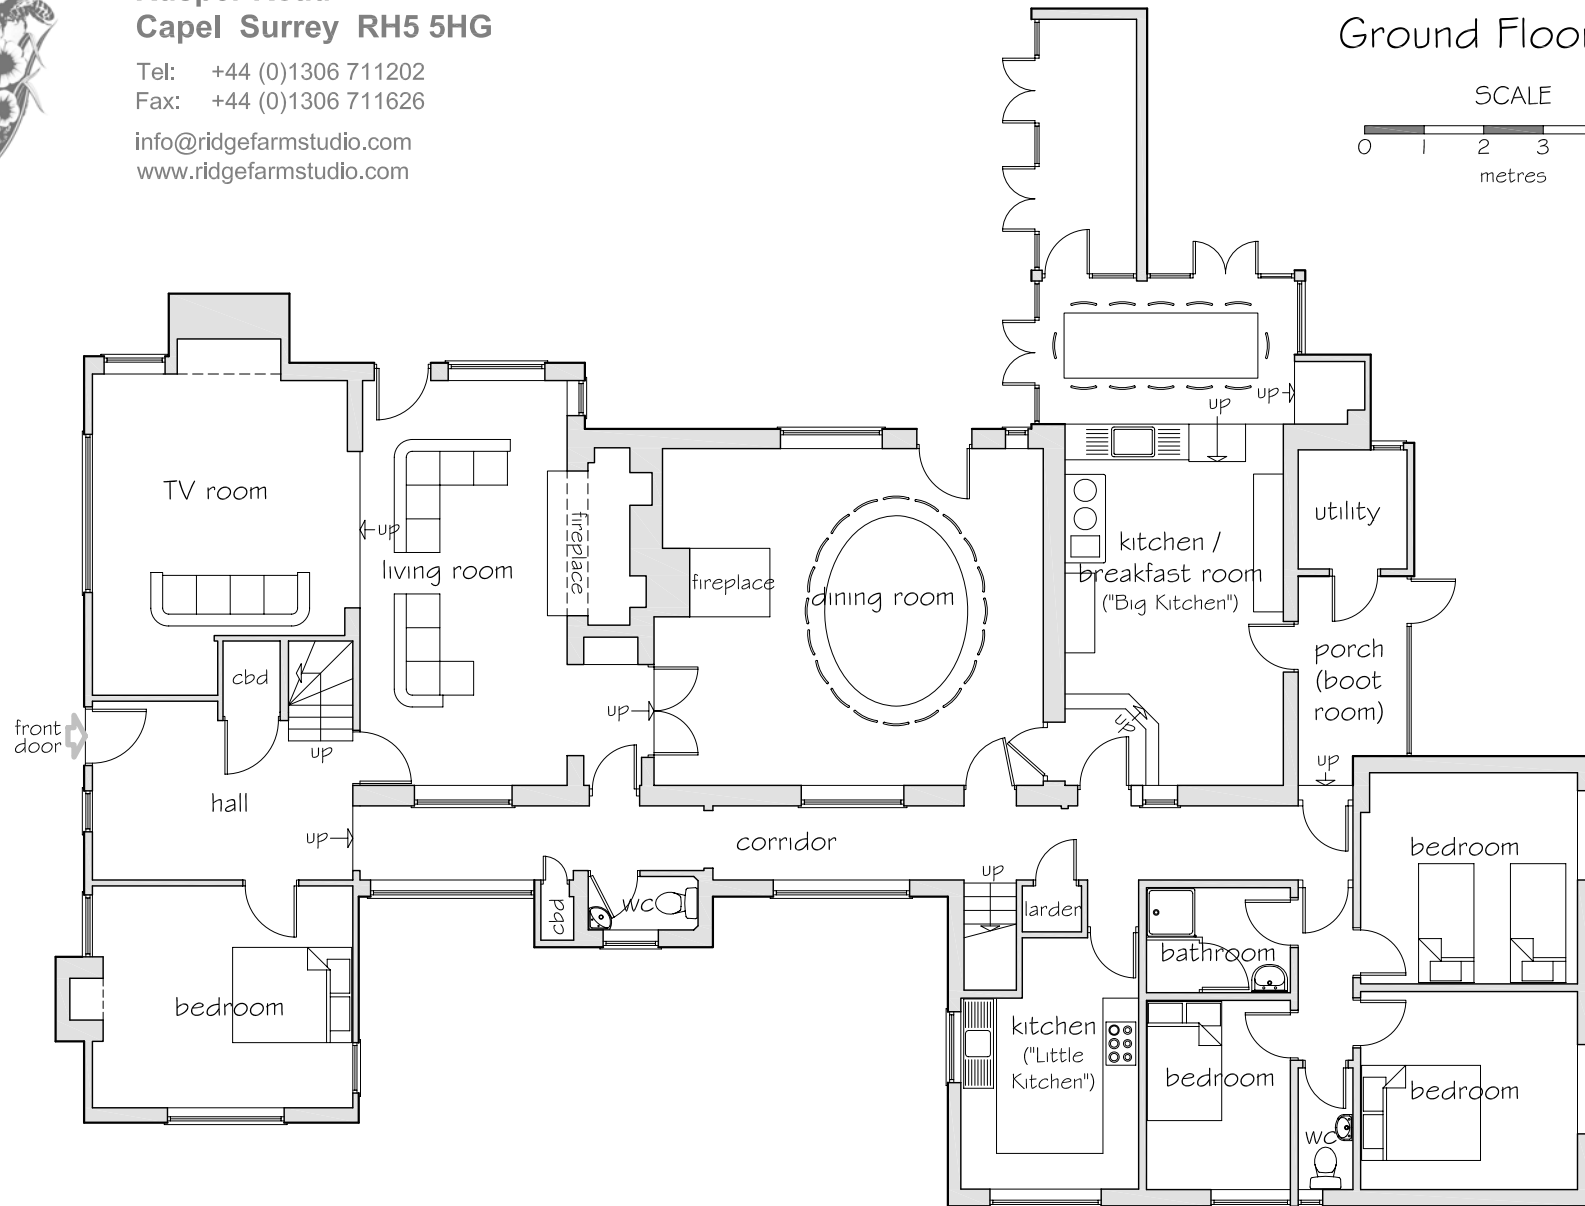 Capel Surrey RH5 5HG
Tel: +44 (0)1306 711202
Fax: +44 (0)1306 711626
info@ridgefarmstudio.com
www.ridgefarmstudio.com
Ground Floor
SCALE
0 1 2 3
metres
up
up
TV room
up
living room
fireplace
fireplace
dining room
kitchen /
breakfast room
("Big Kitchen")
utility
cbd
porch
(boot
room)
front
door
up
up
up
up
hall
up
corridor
bedroom
up
cbd
wc
larder
bathroom
bedroom
kitchen
("Little
Kitchen")
bedroom
bedroom
wc